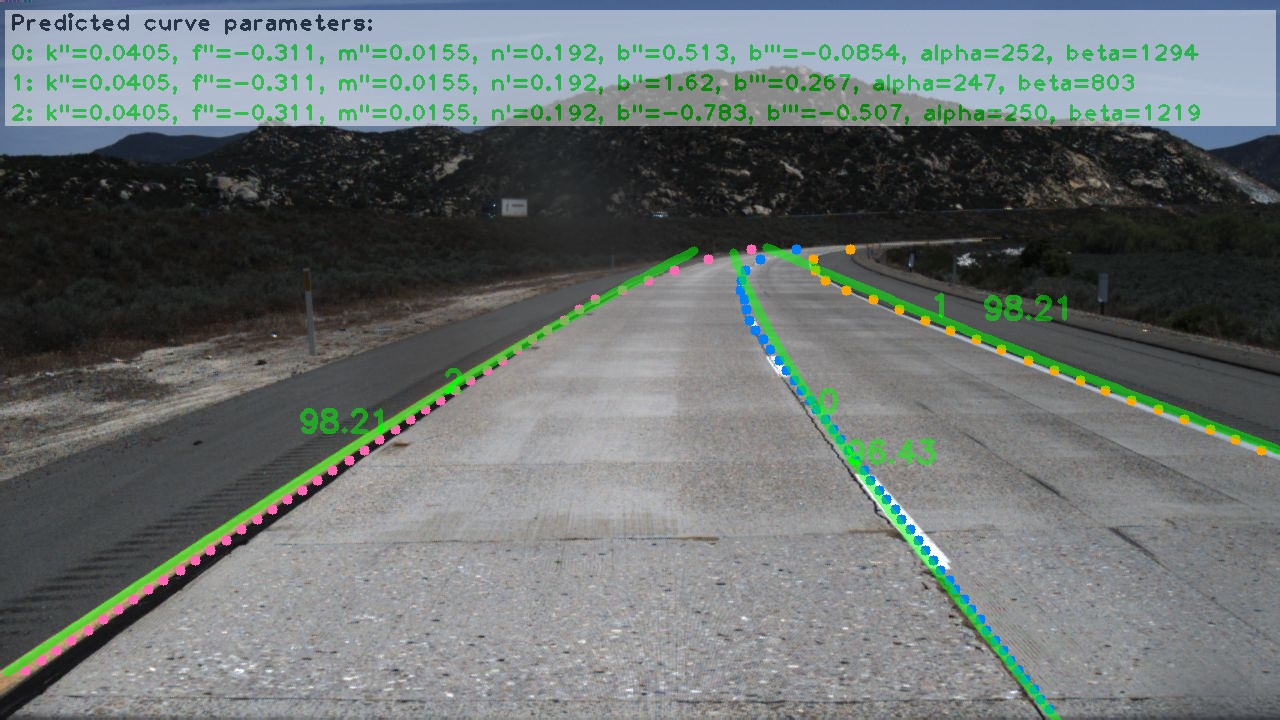 Predicted curve parameters:
0: k''=0.0405, f''=−0.311, m''=0.0155, n'=0.192, b''=0.513, b'''=−0.0854, alpha=252, beta=1294
1: k''=0.0405, f''=−0.311, m''=0.0155, n'=0.192, b''=1.62, b'''=0.267, alpha=247, beta=803
2: k''=0.0405, f''=−0.311, m''=0.0155, n'=0.192, b''=−0.783, b'''=−0.507, alpha=250, beta=1219
1 98.21
2
0
98.21
96.43